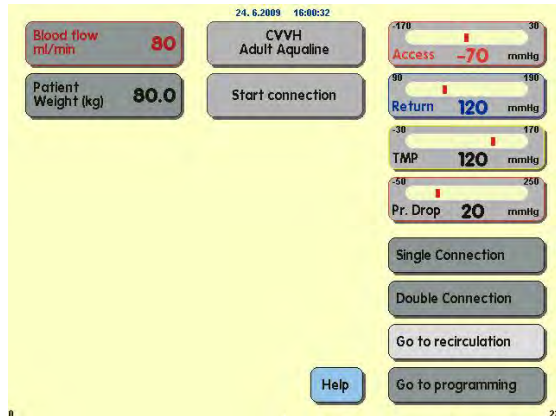 24. 6.2009 16:00:32
Blood flow
ml/min
80
CVVH
Adult Aqualine
-170 30
Access -70 mmHg
Patient
Weight (kg)
80.0
Start connection
90 190
Return 120 mmHg
-30 170
TMP 120 mmHg
-50 250
Pr. Drop 20 mmHg
Single Connection
Double Connection
Go to recirculation
Help
Go to programming